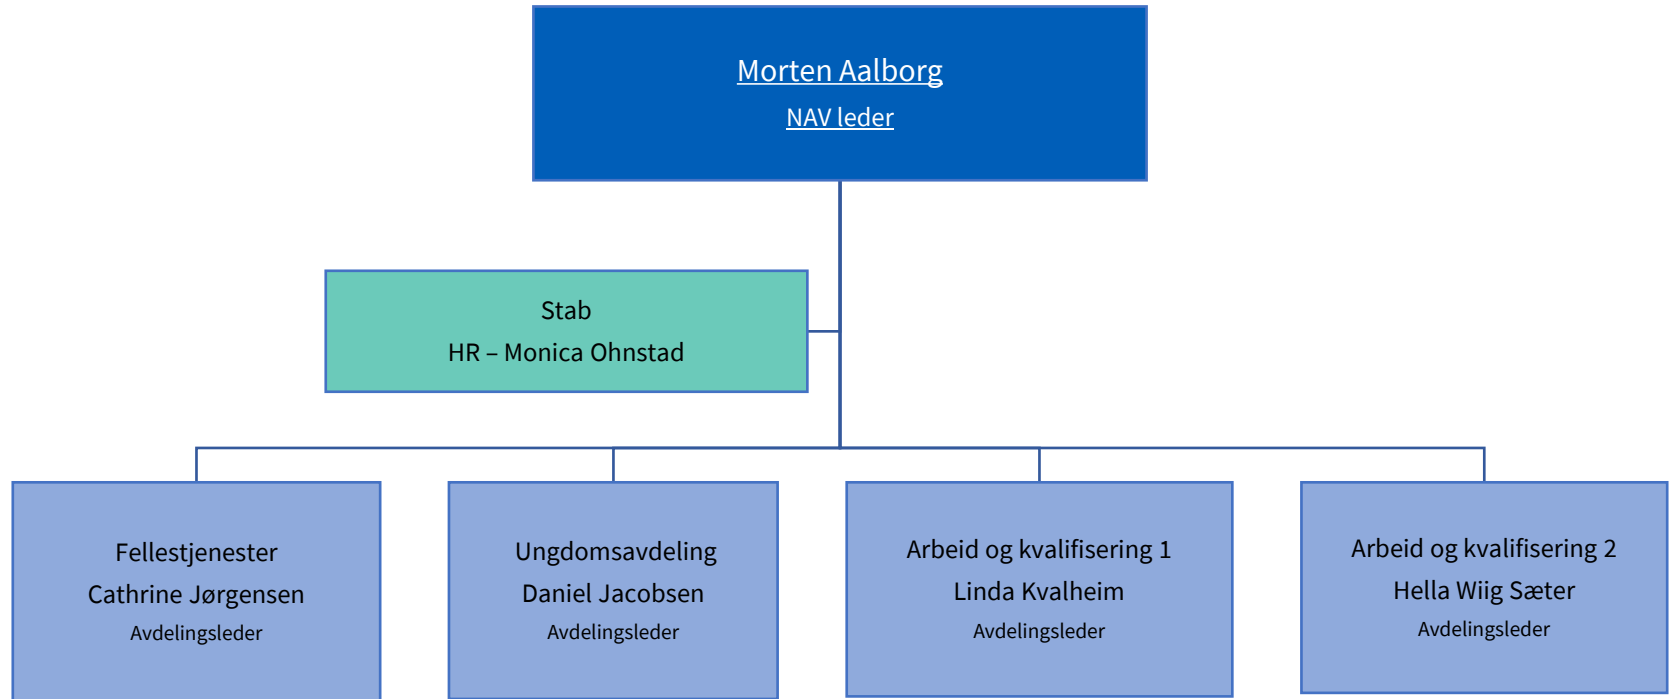 Morten Aalborg
NAV leder
Stab
HR – Monica Ohnstad
Fellestjenester
Cathrine Jørgensen
Avdelingsleder
Ungdomsavdeling
Daniel Jacobsen
Avdelingsleder
Arbeid og kvalifisering 1
Linda Kvalheim
Avdelingsleder
Arbeid og kvalifisering 2
Hella Wiig Sæter
Avdelingsleder